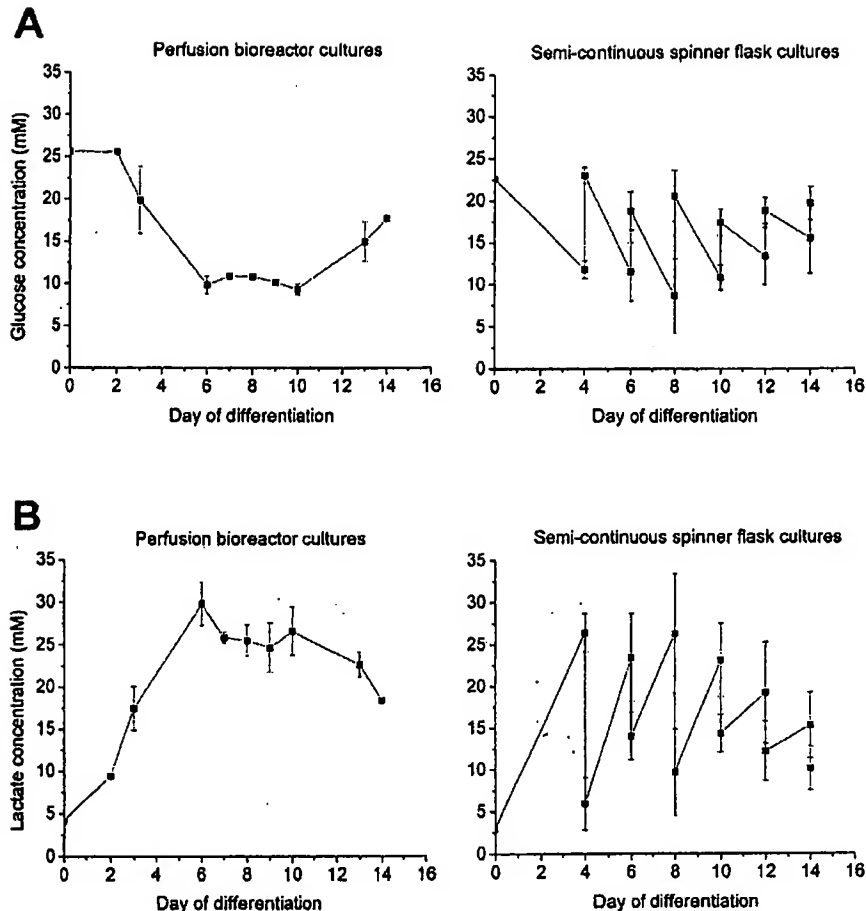 A
Perfusion bioreactor cultures
Semi-continuous spinner flask cultures
Glucose concentration (mM)
35
30
25
20
15
10
5
0
0 2 4 6 8 10 12 14 16
Day of differentiation
35
30
25
20
15
10
5
0
0 2 4 6 8 10 12 14 16
Day of differentiation
B
Perfusion bioreactor cultures
Semi-continuous spinner flask cultures
Lactate concentration (mM)
35
30
25
20
15
10
5
0
0 2 4 6 8 10 12 14 16
Day of differentiation
35
30
25
20
15
10
5
0
0 2 4 6 8 10 12 14 16
Day of differentiation